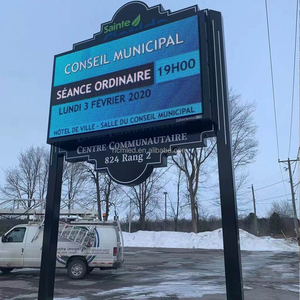 Sainte
CONSEIL MUNICIPAL
SÉANCE ORDINAIRE 19H00
LUNDI 3 FÉVRIER 2020
HÔTEL DE VILLE - SALLE DU CONSEIL MUNICIPAL
CENTRE COMMUNAUTAIRE
824 Rang 2